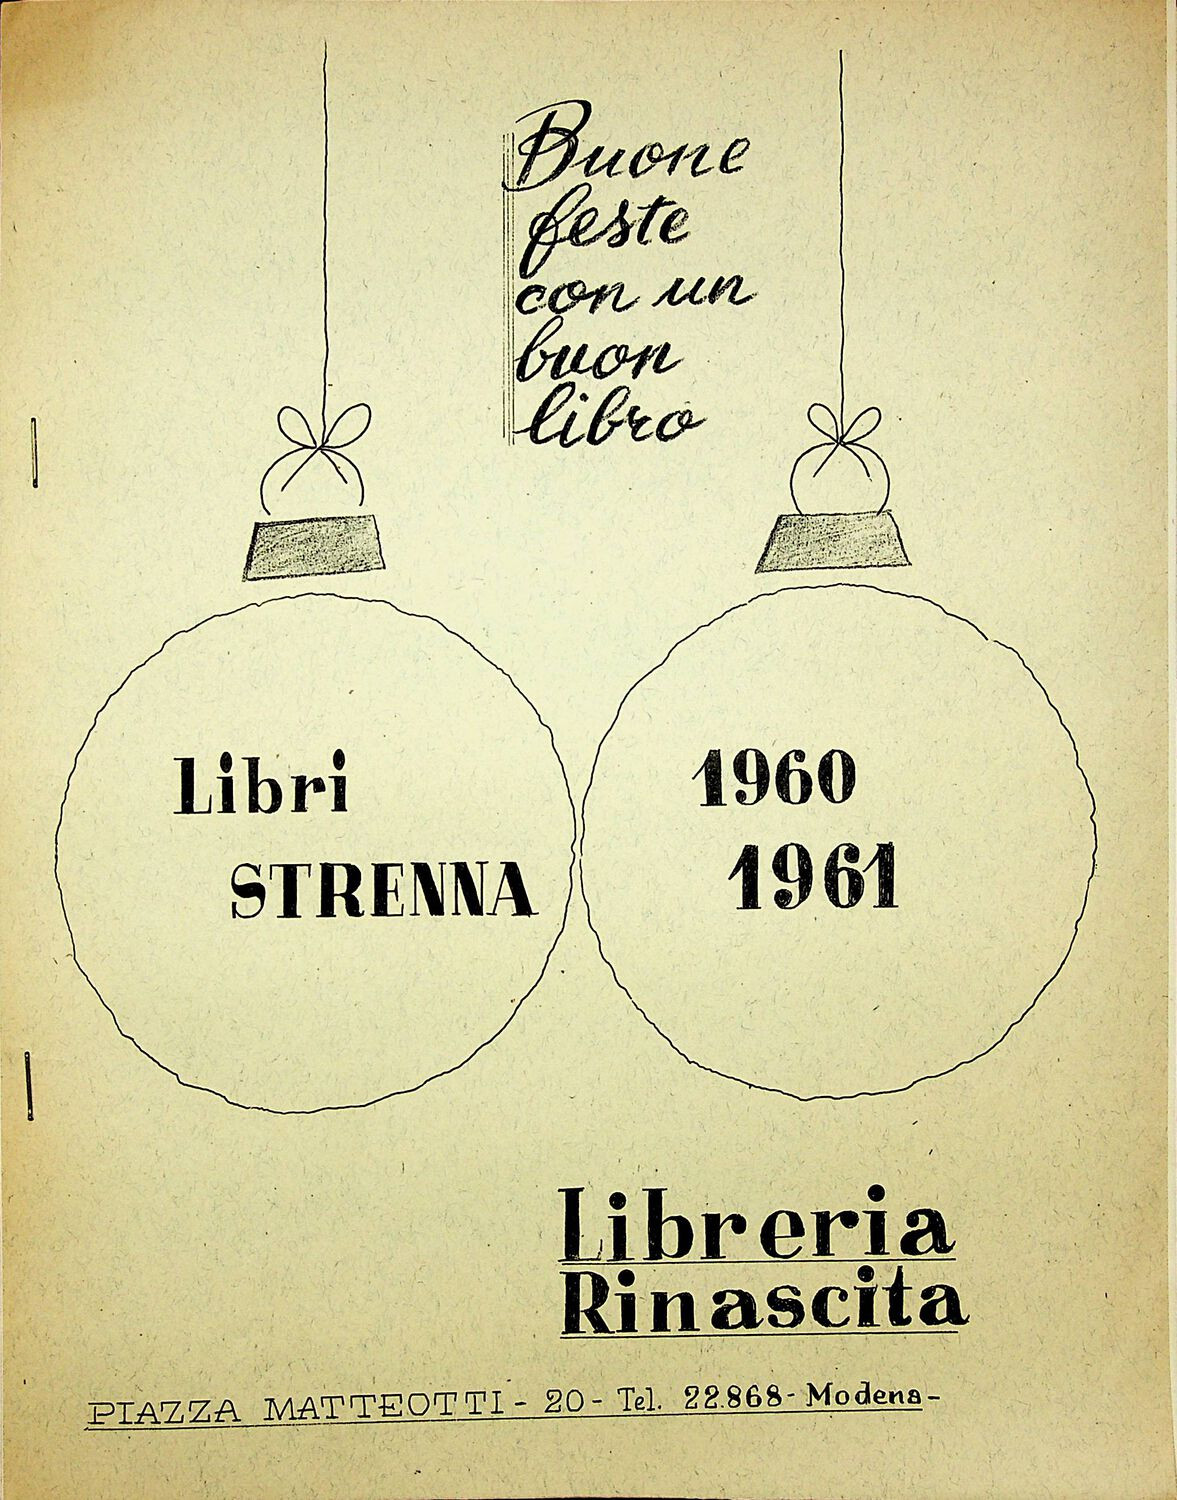 Buone
feste
con un
buon
libro
Libri
STRENNA
1960
1961
Libreria
Rinascita
PIAZZA MATTEOTTI - 20 - Tel. 22.868 - Modena -